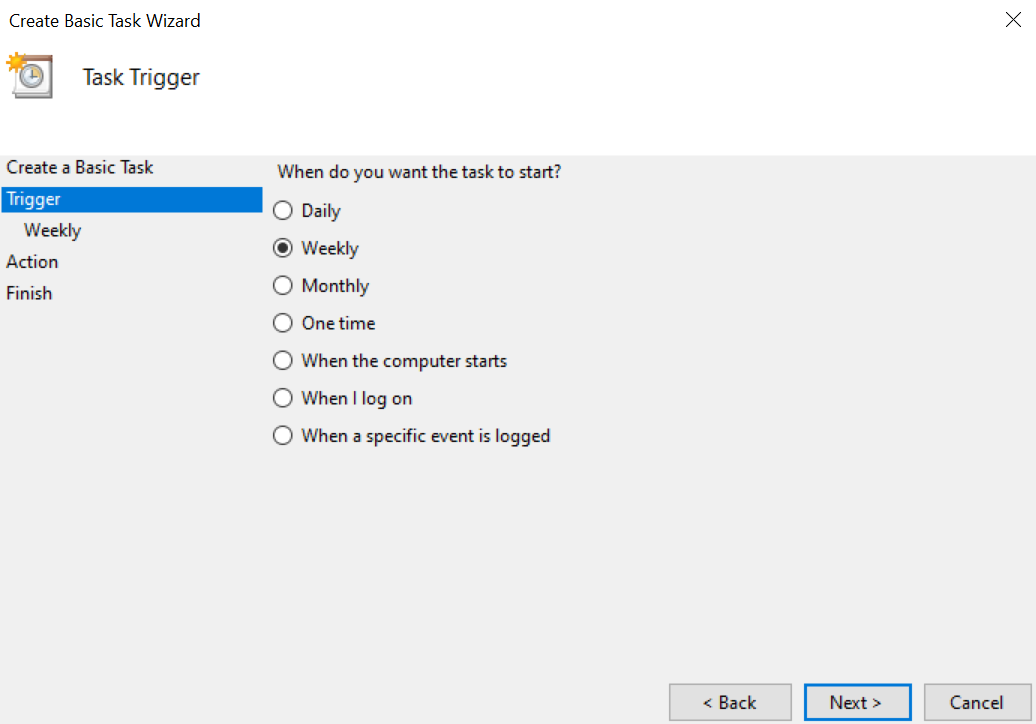 Create Basic Task Wizard
Task Trigger
Create a Basic Task
Trigger
Weekly
Action
Finish
When do you want the task to start?
Daily
Weekly
Monthly
One time
When the computer starts
When I log on
When a specific event is logged
< Back
Next >
Cancel